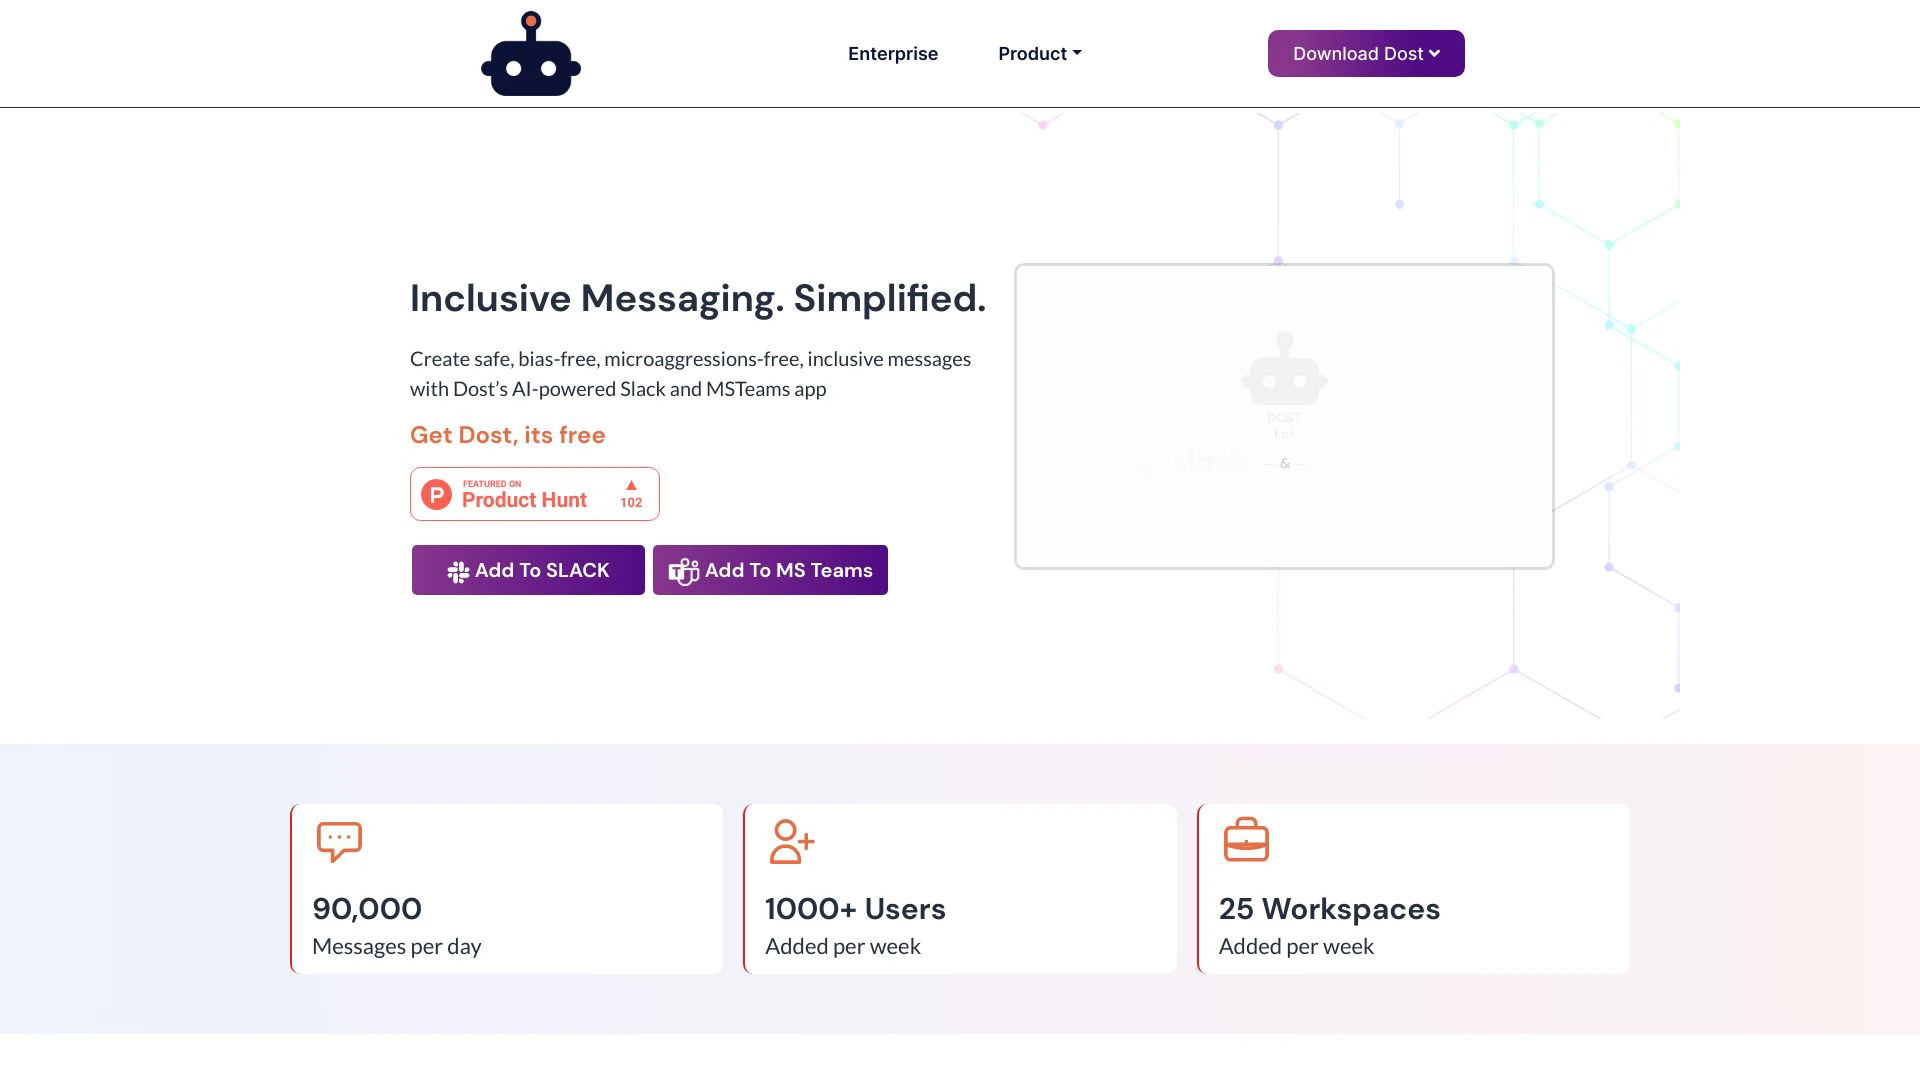 Enterprise
Product
Download Dost
Inclusive Messaging. Simplified.
Create safe, bias-free, microaggressions-free, inclusive messages
with Dost’s AI-powered Slack and MSTeams app
Get Dost, its free
FEATURED ON
Product Hunt
102
Add To SLACK
Add To MS Teams
DOST
For
slack
&
90,000
Messages per day
1000+ Users
Added per week
25 Workspaces
Added per week